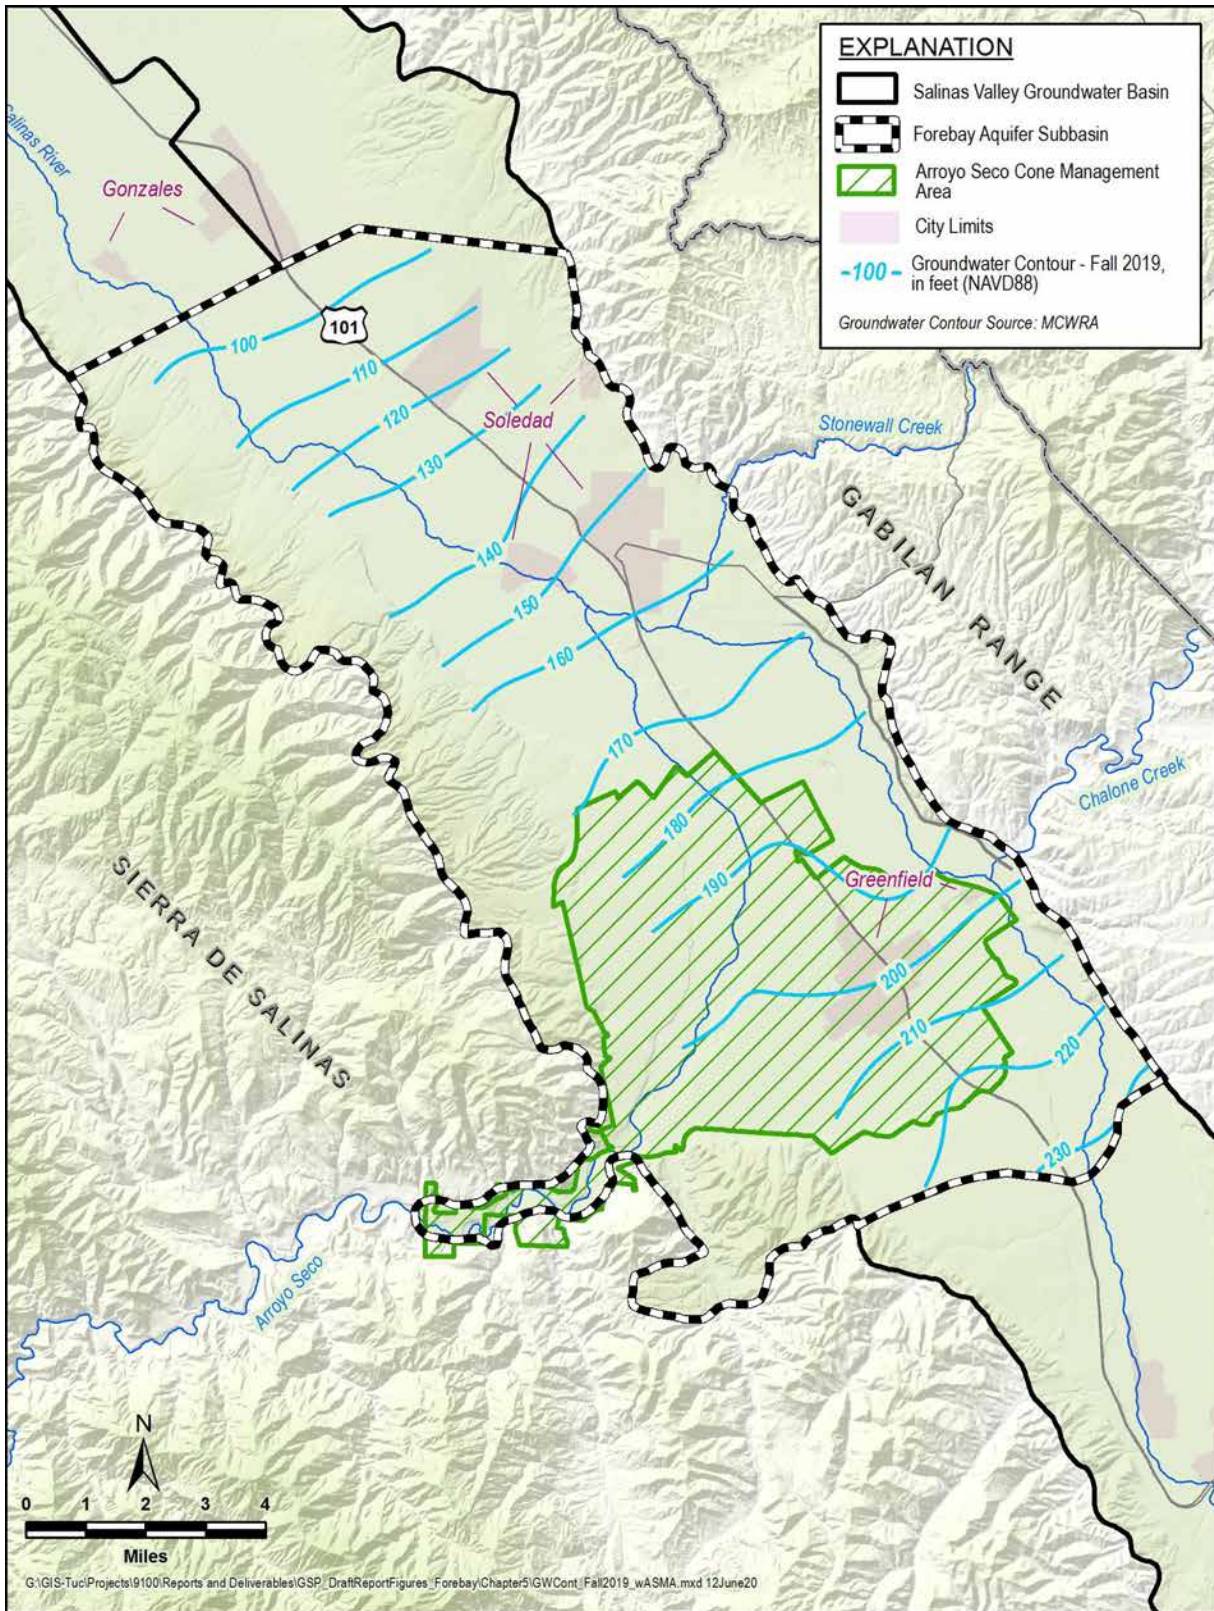 EXPLANATION
Salinas Valley Groundwater Basin
Forebay Aquifer Subbasin
Arroyo Seco Cone Management
Area
City Limits
-100-
Groundwater Contour - Fall 2019,
in feet (NAVD88)
Groundwater Contour Source: MCWRA
Salinas River
Gonzales
101
100
110
120
Soledad
130
Stonewall Creek
GABILAN RANGE
140
150
160
170
Chalone Creek
180
190
Greenfield
SIERRA DE SALINAS
200
210
220
230
Arroyo Seco
N
0 1 2 3 4
Miles
G:\GIS-Tuc\Projects\9100\Reports and Deliverables\GSP_DraftReportFigures_Forebay\Chapter5\GWCont_Fall2019_wASMA.mxd 12June20